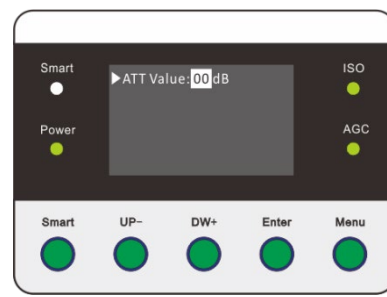 Smart
ISO
▶ATT Value:00dB
Power
AGC
Smart
UP-
DW+
Enter
Menu